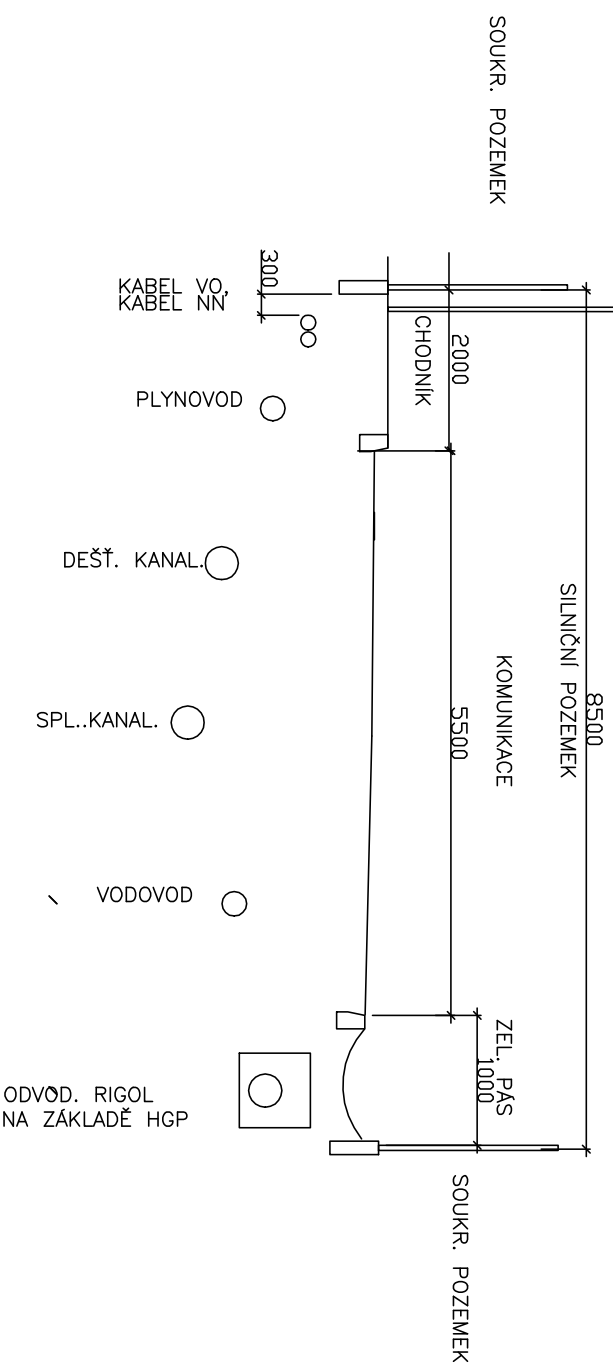 SOUKR. POZEMEK
300
KABEL VO,
KABEL NN
CHODNÍK
2000
PLYNOVOD
DEŠŤ. KANAL.
SILNIČNÍ POZEMEK
8500
KOMUNIKACE
5500
SPL..KANAL.
VODOVOD
ZEL. PÁS
1000
ODVOD. RIGOL
NA ZÁKLADĚ HGP
SOUKR. POZEMEK